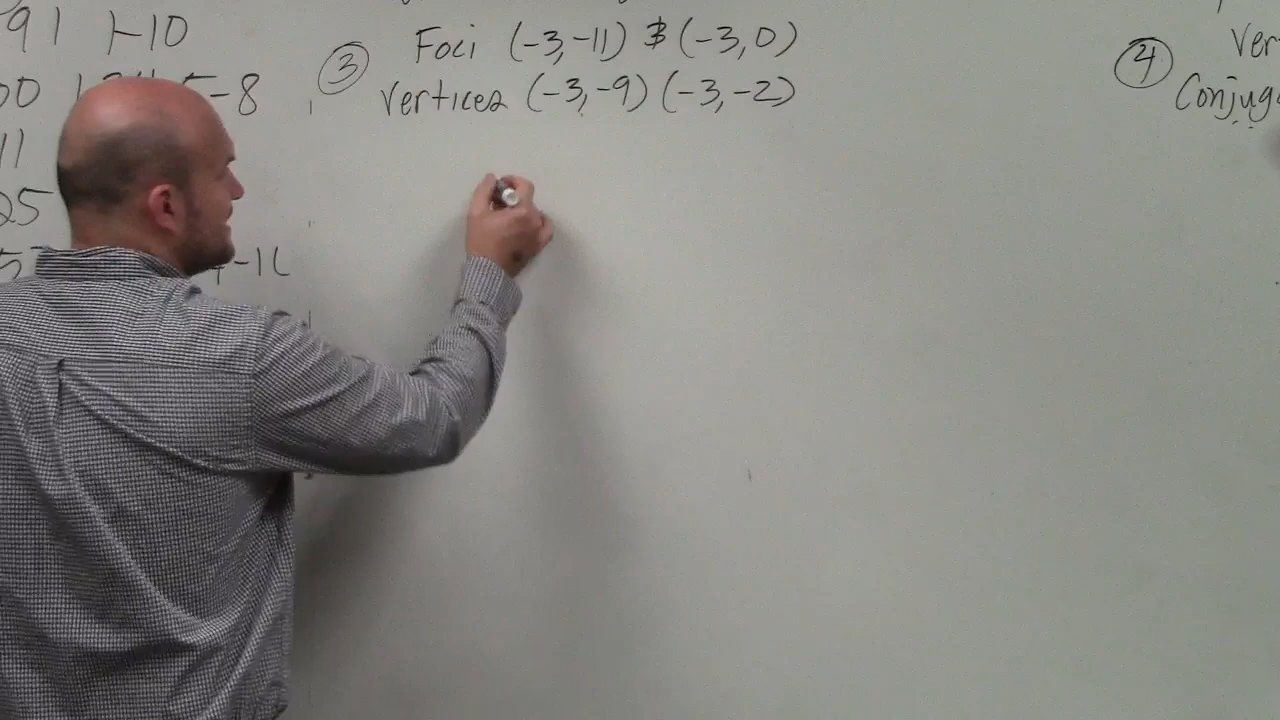 91 1-10
00 -8
③ Foci (-3,-11) & (-3,0)
Vertices (-3,-9) (-3,-2)
11
25
④ Ver
Conjug